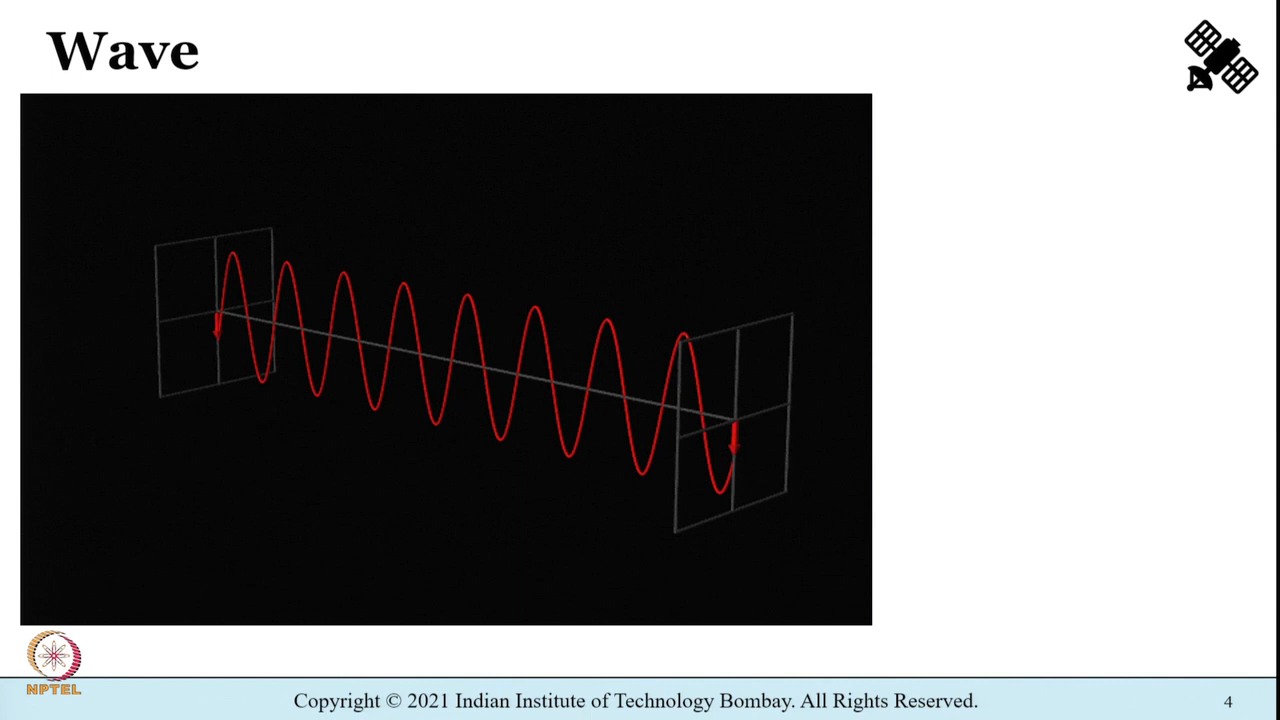 Wave
NPTEL
Copyright © 2021 Indian Institute of Technology Bombay. All Rights Reserved.
4